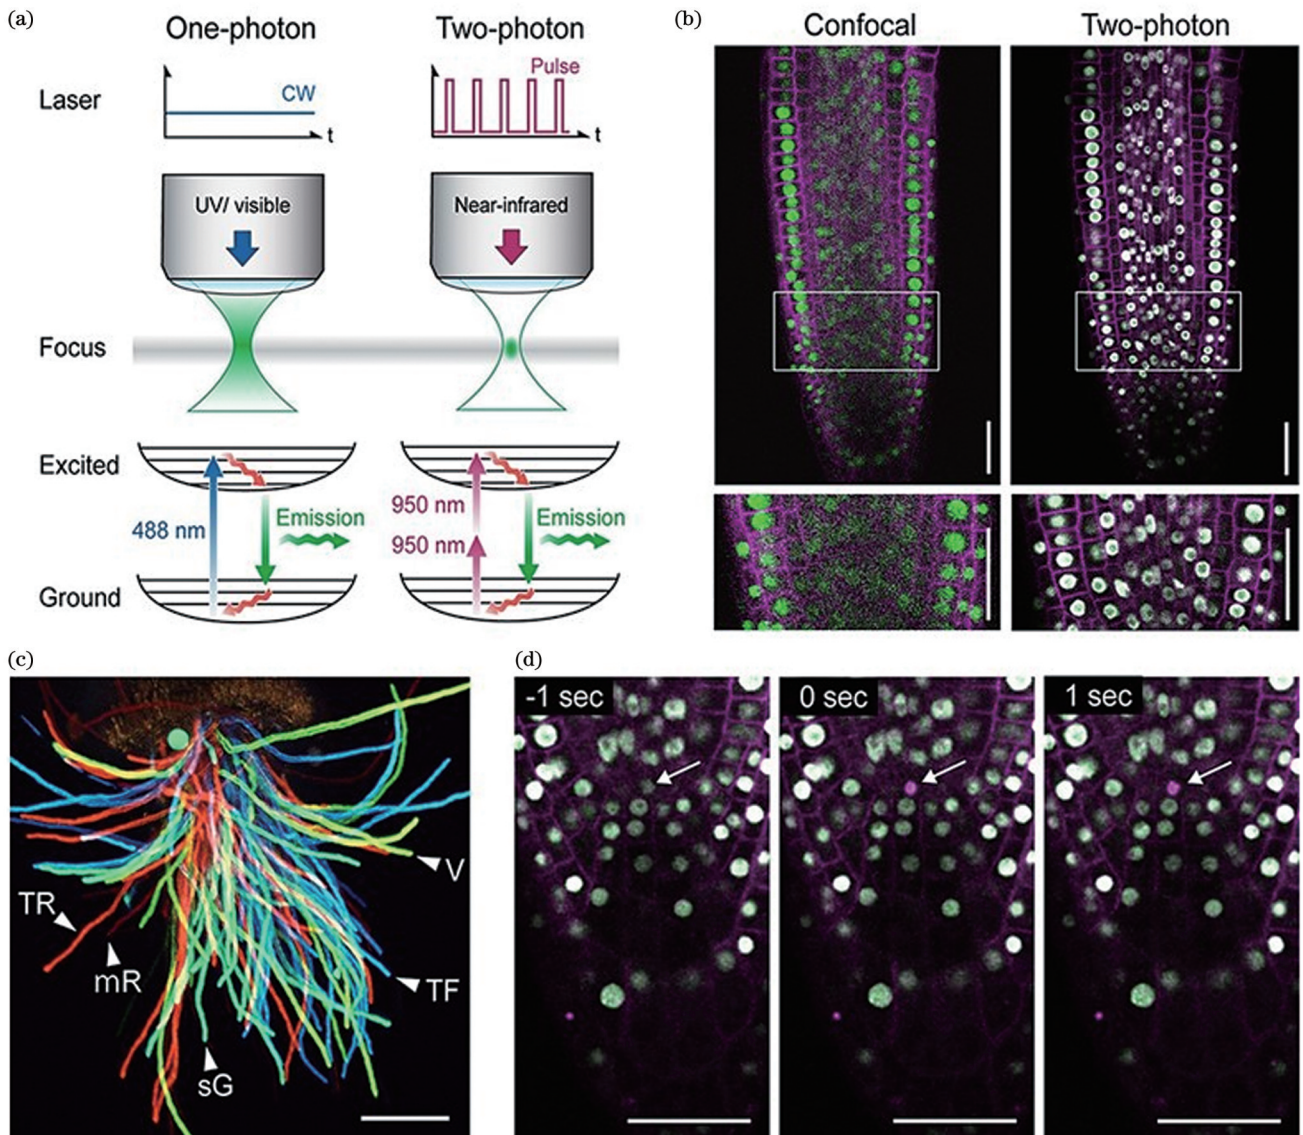 (a)
One-photon
Two-photon
Laser
CW
t
Pulse
t
UV/ visible
Near-infrared
Focus
Excited
488 nm
Emission
950 nm
950 nm
Emission
Ground
(b)
Confocal
Two-photon
(c)
V
TR
mR
TF
sG
(d)
-1 sec
0 sec
1 sec